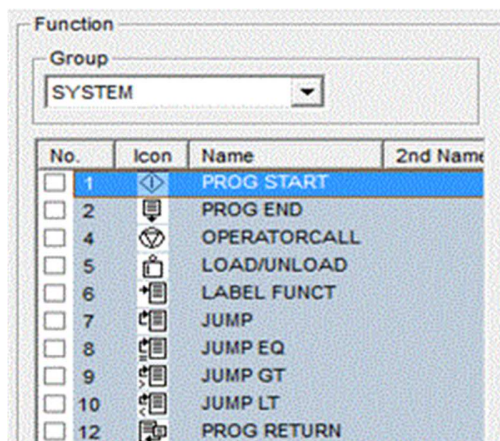 Function
Group
SYSTEM
No. Icon Name 2nd Name
1 PROG START
2 PROG END
4 OPERATORCALL
5 LOAD/UNLOAD
6 LABEL FUNCT
7 JUMP
8 JUMP EQ
9 JUMP GT
10 JUMP LT
12 PROG RETURN